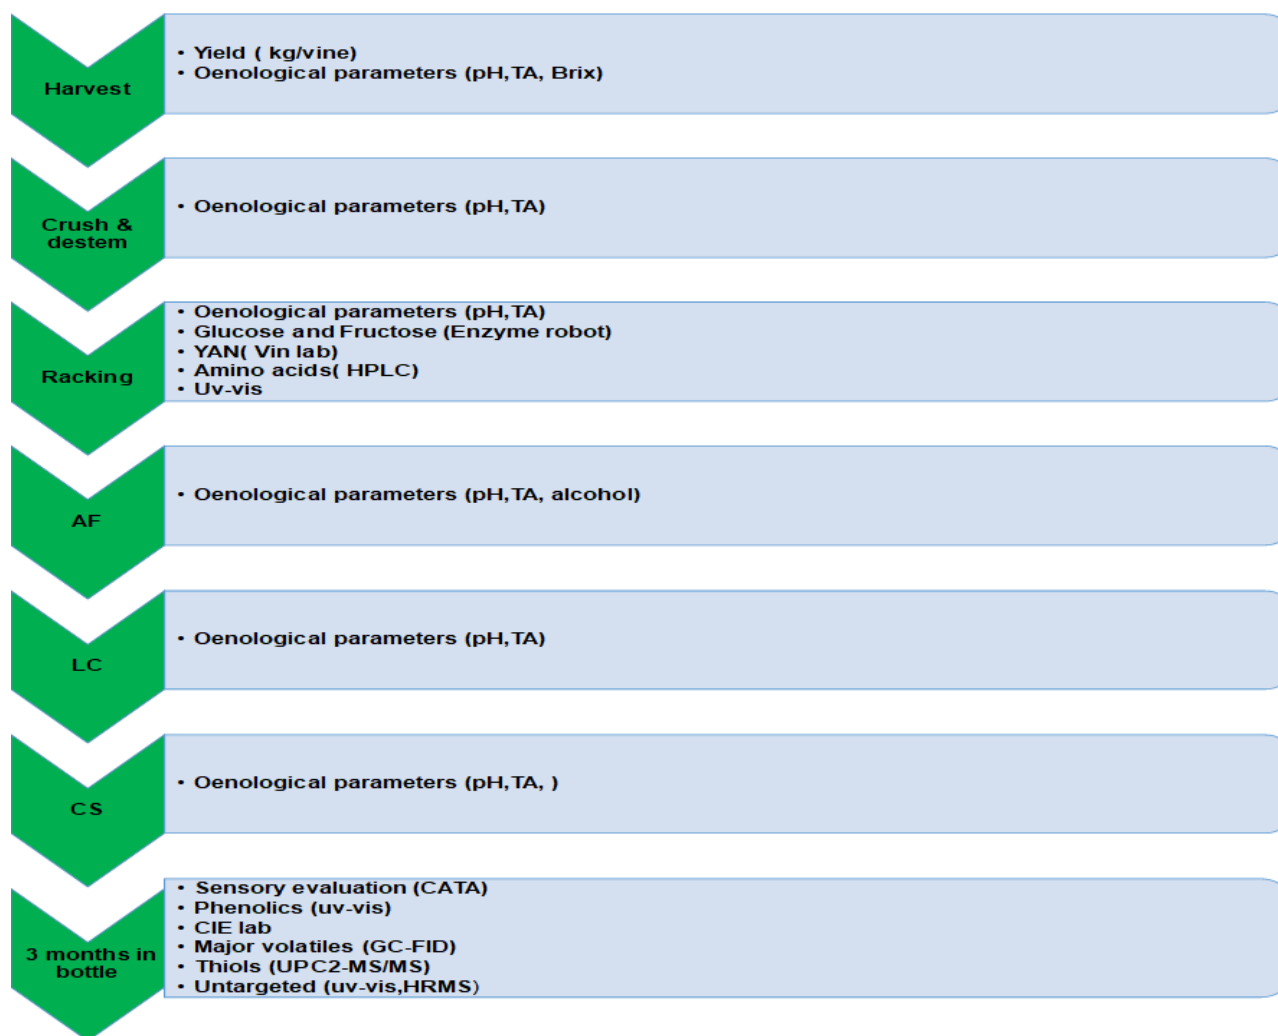 Harvest
• Yield ( kg/vine)
• Oenological parameters (pH,TA, Brix)
Crush &
destem
• Oenological parameters (pH,TA)
Racking
• Oenological parameters (pH,TA)
• Glucose and Fructose (Enzyme robot)
• YAN( Vin lab)
• Amino acids( HPLC)
• Uv-vis
AF
• Oenological parameters (pH,TA, alcohol)
LC
• Oenological parameters (pH,TA)
CS
• Oenological parameters (pH,TA, )
3 months in
bottle
• Sensory evaluation (CATA)
• Phenolics (uv-vis)
• CIE lab
• Major volatiles (GC-FID)
• Thiols (UPC2-MS/MS)
• Untargeted (uv-vis,HRMS)